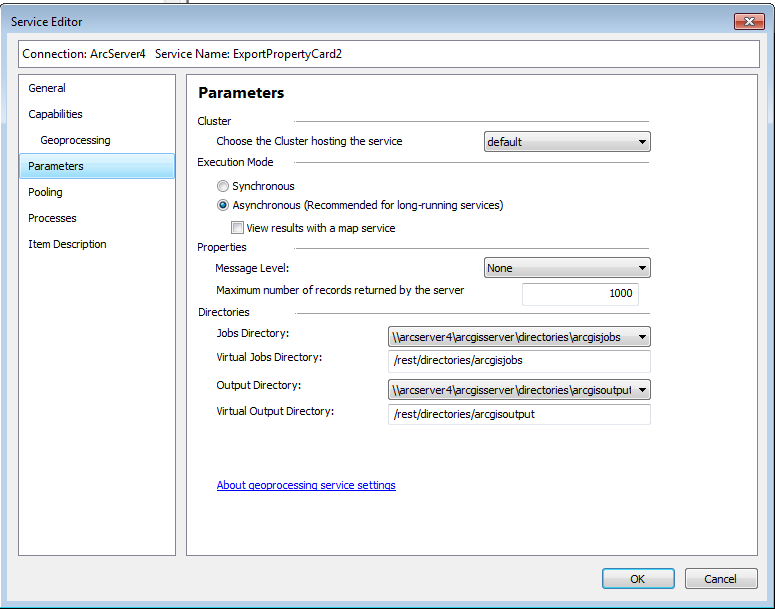 Service Editor
Connection: ArcServer4 Service Name: ExportPropertyCard2
General
Capabilities
Geoprocessing
Parameters
Pooling
Processes
Item Description
Parameters
Cluster
Choose the Cluster hosting the service default
Execution Mode
Synchronous
Asynchronous (Recommended for long-running services)
View results with a map service
Properties
Message Level: None
Maximum number of records returned by the server 1000
Directories
Jobs Directory: \\arcserver4\arcgisserver\directories\arcgisjobs
Virtual Jobs Directory: /rest/directories/arcgisjobs
Output Directory: \\arcserver4\arcgisserver\directories\arcgisoutput
Virtual Output Directory: /rest/directories/arcgisoutput
About geoprocessing service settings
OK Cancel